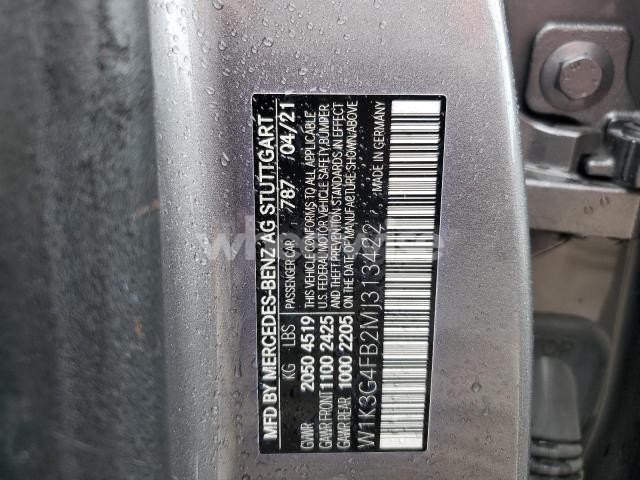 MFD BY MERCEDES-BENZ AG STUTTGART
787 04/21
KG LBS PASSENGER CAR
GVWR 2050 4519 THIS VEHICLE CONFORMS TO ALL APPLICABLE
GAWR FRONT 1100 2425 U.S. FEDERAL MOTOR VEHICLE SAFETY, BUMPER
AND THEFT PREVENTION STANDARDS IN EFFECT
GAWR REAR 1000 2205 ON THE DATE OF MANUFACTURE SHOWN ABOVE
W1K3G4FB2MJ313422 MADE IN GERMANY